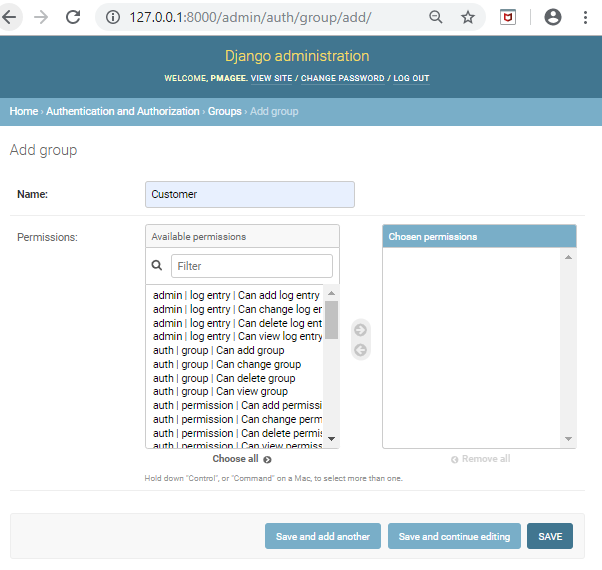 127.0.0.1:8000/admin/auth/group/add/
Django administration
WELCOME, PMAGEE. VIEW SITE / CHANGE PASSWORD / LOG OUT
Home › Authentication and Authorization › Groups › Add group
Add group
Name:
Customer
Permissions:
Available permissions
Filter
admin | log entry | Can add log entry
admin | log entry | Can change log er
admin | log entry | Can delete log ent
admin | log entry | Can view log entry
auth | group | Can add group
auth | group | Can change group
auth | group | Can delete group
auth | group | Can view group
auth | permission | Can add permissi
auth | permission | Can change perm
auth | permission | Can delete permis
auth | permission | Can view permiss
Choose all
Chosen permissions
Remove all
Hold down "Control", or "Command" on a Mac, to select more than one.
Save and add another
Save and continue editing
SAVE